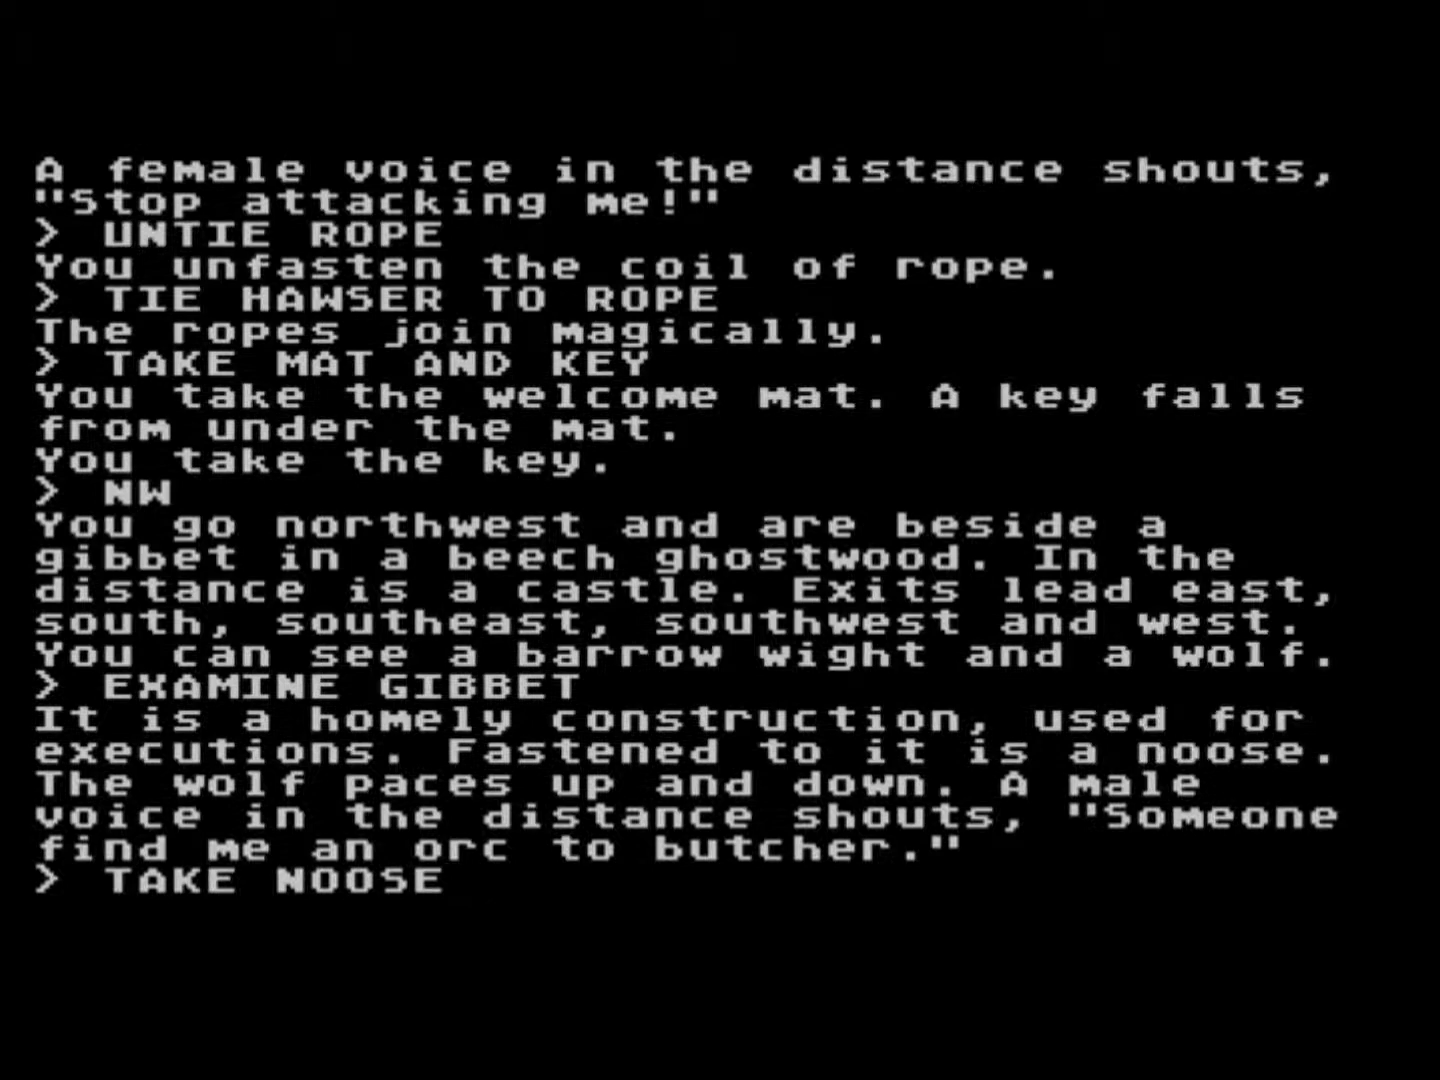 A female voice in the distance shouts,
"Stop attacking me!"
> UNTIE ROPE
You unfasten the coil of rope.
> TIE HAWSER TO ROPE
The ropes join magically.
> TAKE MAT AND KEY
You take the welcome mat. A key falls
from under the mat.
You take the key.
> NW
You go northwest and are beside a
gibbet in a beech ghostwood. In the
distance is a castle. Exits lead east,
south, southeast, southwest and west.
You can see a barrow wight and a wolf.
> EXAMINE GIBBET
It is a homely construction, used for
executions. Fastened to it is a noose.
The wolf paces up and down. A male
voice in the distance shouts, "Someone
find me an orc to butcher."
> TAKE NOOSE